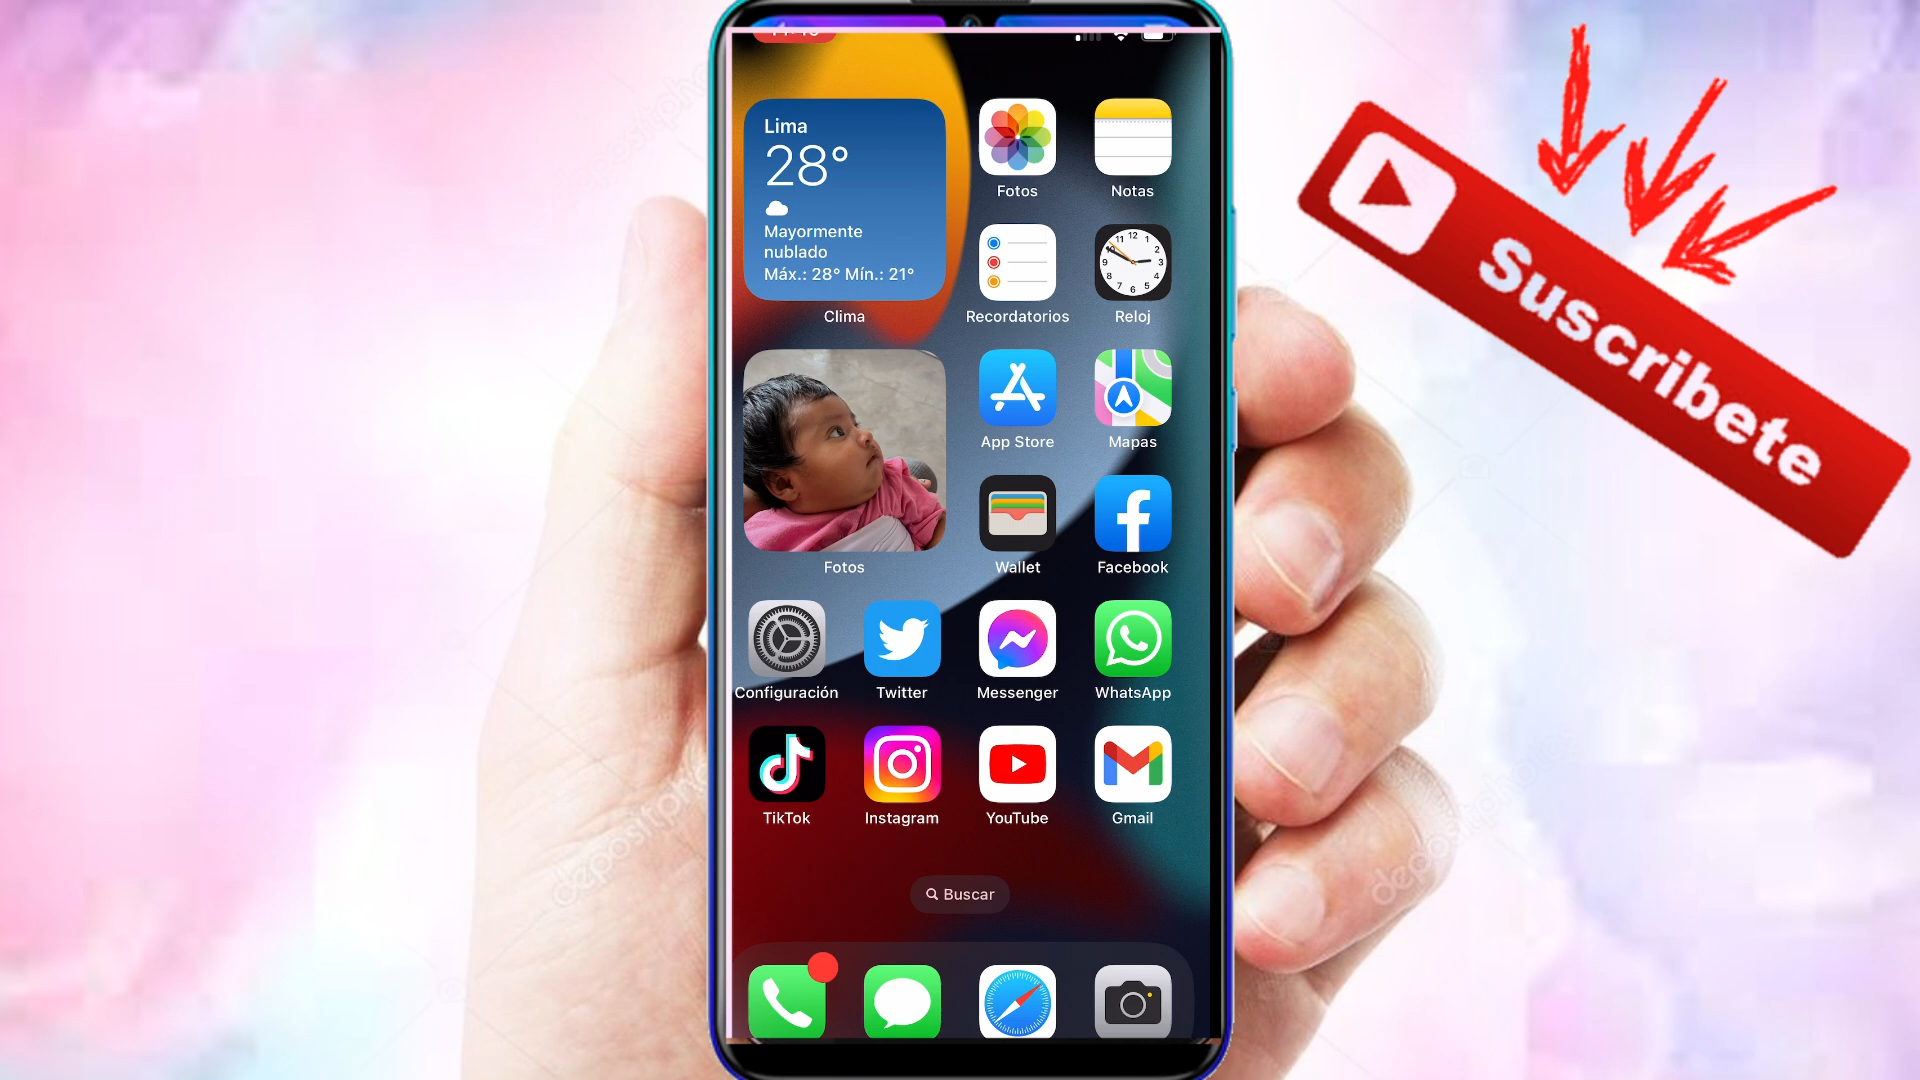 Lima
28°
Mayormente
nublado
Máx.: 28° Mín.: 21°
Clima
Fotos
Notas
Recordatorios
Reloj
Fotos
App Store
Mapas
Wallet
Facebook
Configuración
Twitter
Messenger
WhatsApp
TikTok
Instagram
YouTube
Gmail
Buscar
Suscribete
depositphotos